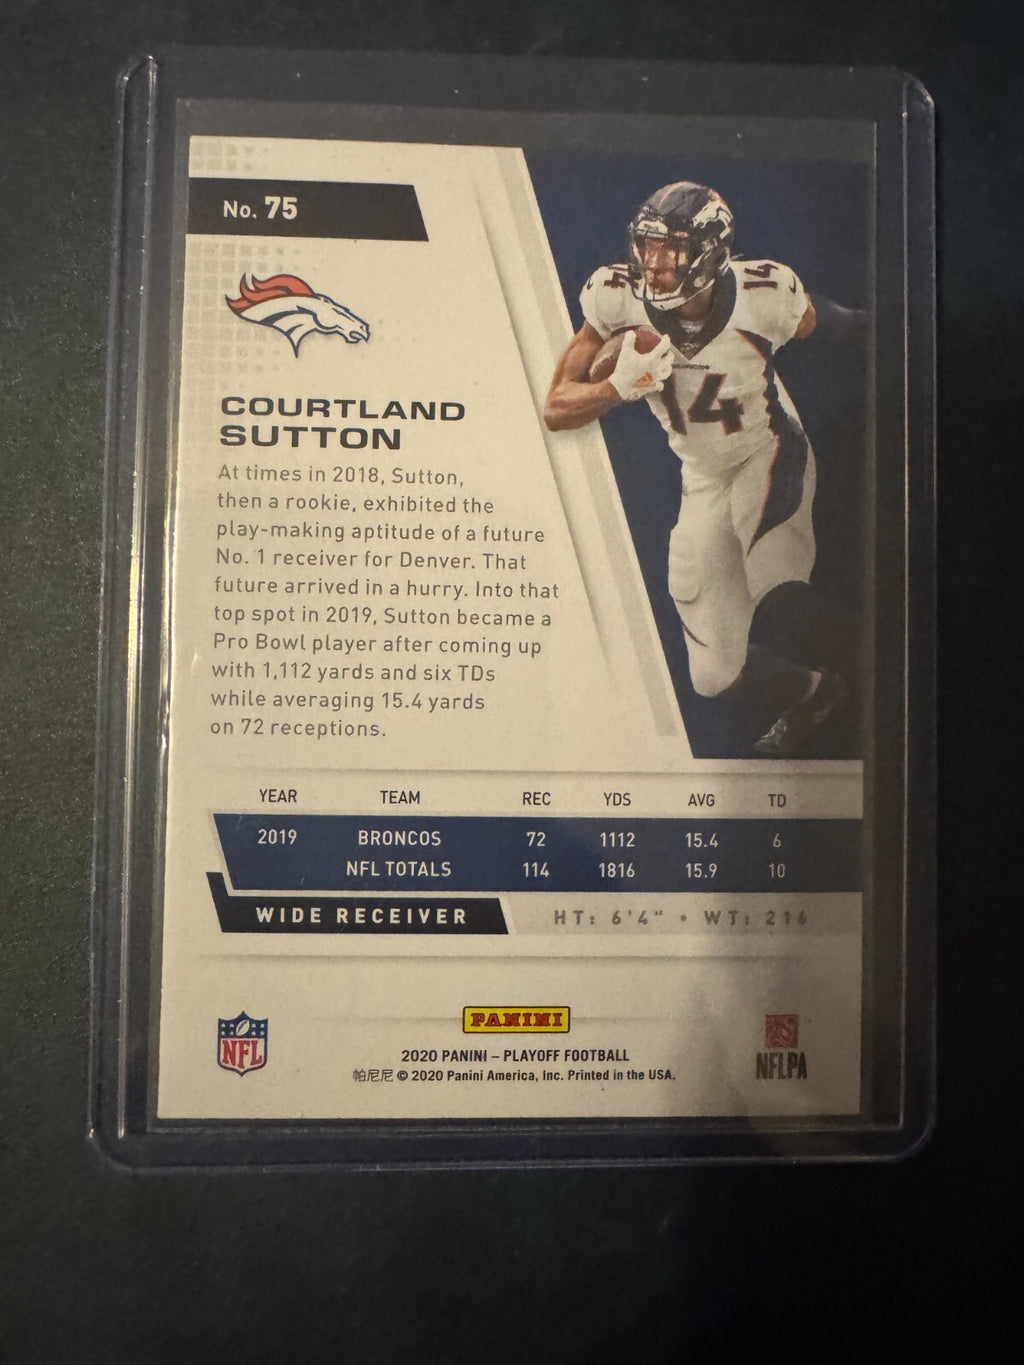 No. 75
COURTLAND
SUTTON
At times in 2018, Sutton,
then a rookie, exhibited the
play-making aptitude of a future
No. 1 receiver for Denver. That
future arrived in a hurry. Into that
top spot in 2019, Sutton became a
Pro Bowl player after coming up
with 1,112 yards and six TDs
while averaging 15.4 yards
on 72 receptions.
YEAR TEAM REC YDS AVG TD
2019 BRONCOS 72 1112 15.4 6
NFL TOTALS 114 1816 15.9 10
WIDE RECEIVER HT: 6'4" • WT: 216
NFL
PANINI
NFLPA
2020 PANINI – PLAYOFF FOOTBALL
帕尼尼 © 2020 Panini America, Inc. Printed in the USA.
14
14
14